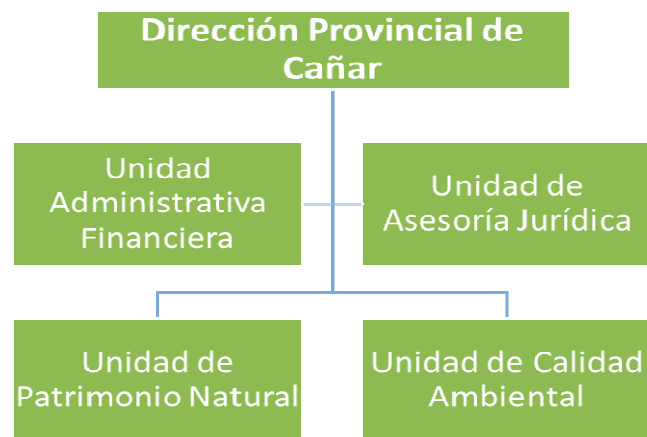 Dirección Provincial de
Cañar
Unidad
Administrativa
Financiera
Unidad de
Asesoría Jurídica
Unidad de
Patrimonio Natural
Unidad de Calidad
Ambiental